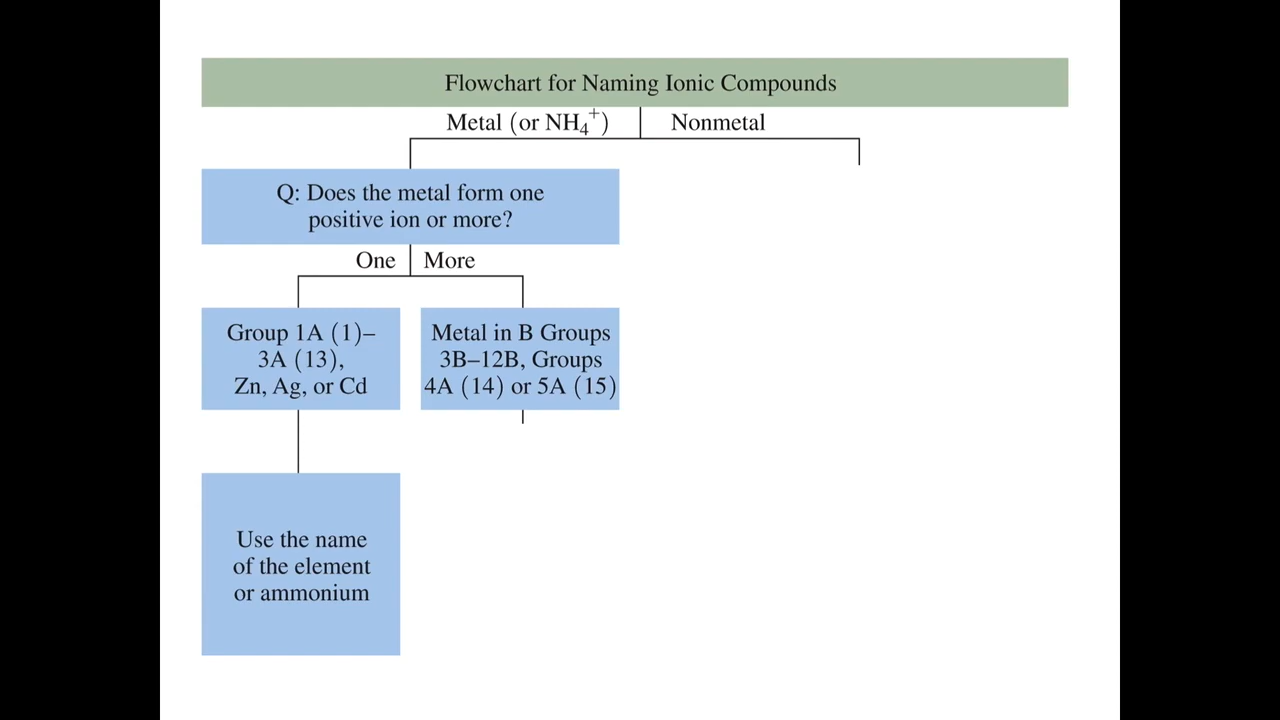 Flowchart for Naming Ionic Compounds
Metal (or NH₄⁺) Nonmetal
Q: Does the metal form one
positive ion or more?
One More
Group 1A (1)–
3A (13),
Zn, Ag, or Cd
Metal in B Groups
3B–12B, Groups
4A (14) or 5A (15)
Use the name
of the element
or ammonium